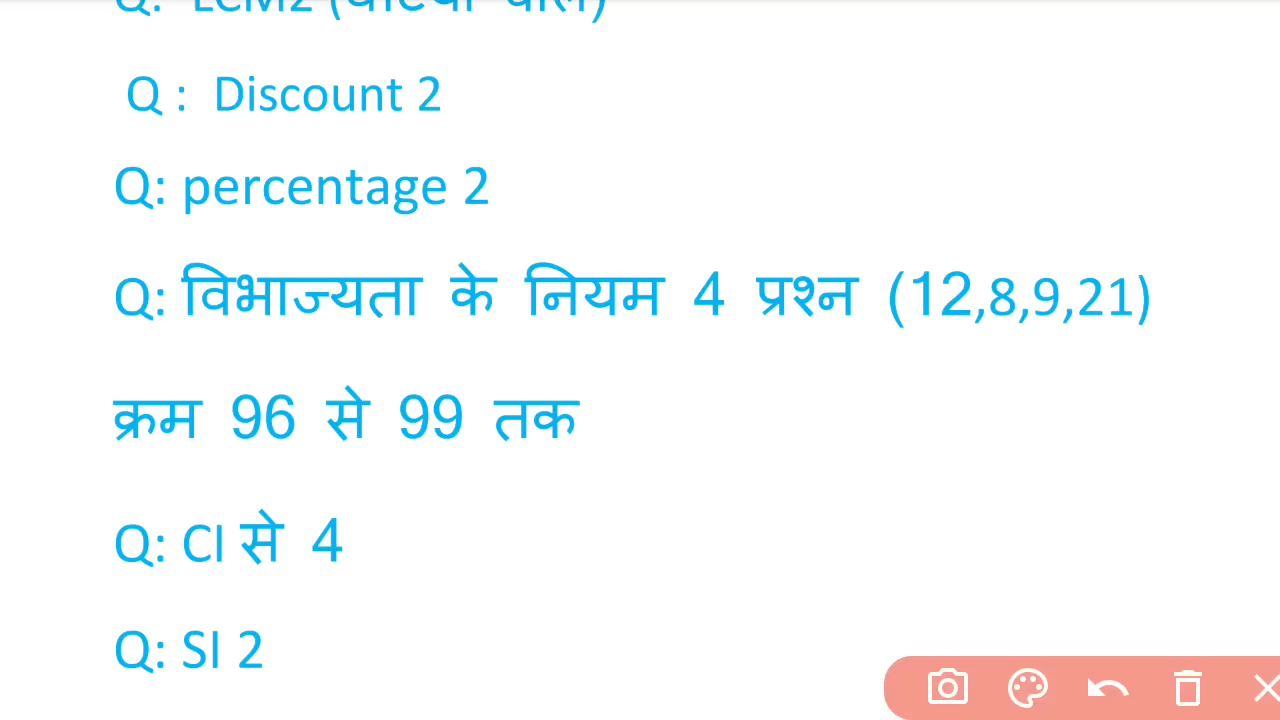 Q: LCM2 (घंटियों वाले)
Q : Discount 2
Q: percentage 2
Q: विभाज्यता के नियम 4 प्रश्न (12,8,9,21)
क्रम 96 से 99 तक
Q: CI से 4
Q: SI 2